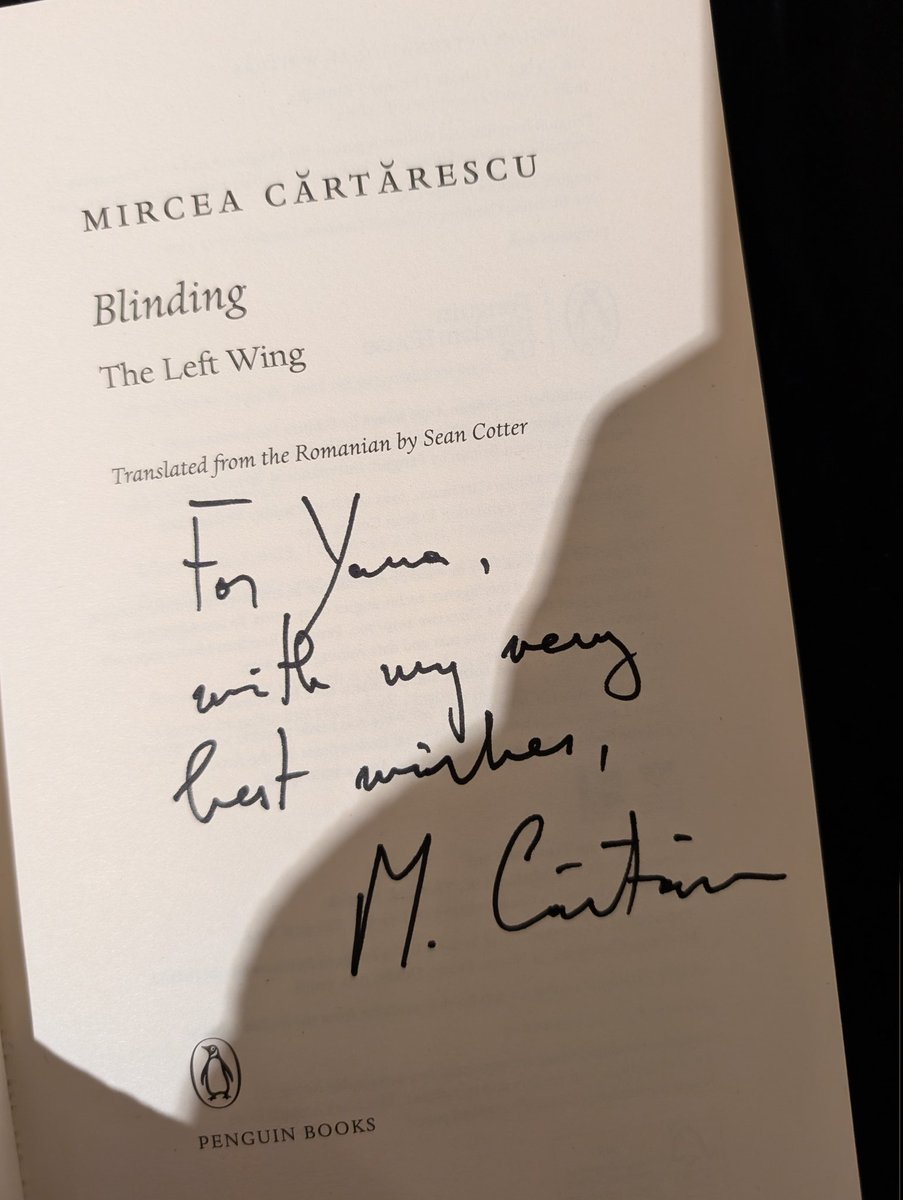 MIRCEA CĂRTĂRESCU
Blinding
The Left Wing
Translated from the Romanian by Sean Cotter
For Yana,
with my very
best wishes,
M. Cărtăr
PENGUIN BOOKS